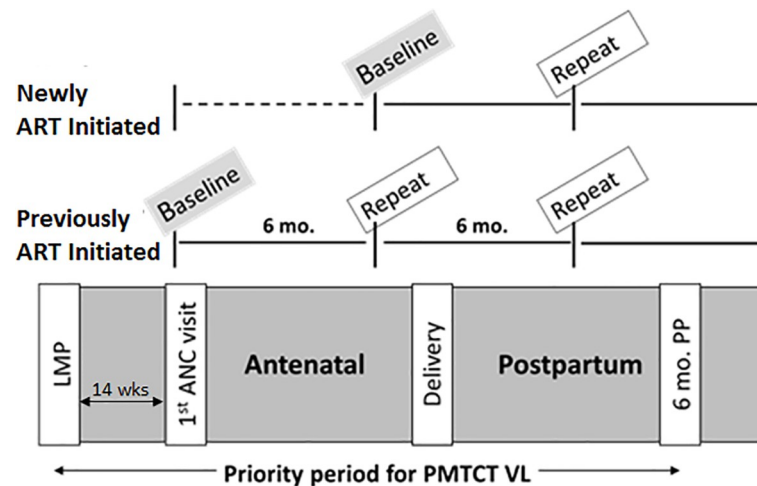 Baseline
Repeat
Newly
ART Initiated
Baseline
Repeat
Repeat
Previously
ART Initiated
6 mo.
6 mo.
LMP
14 wks
1st ANC visit
Antenatal
Delivery
Postpartum
6 mo. PP
Priority period for PMTCT VL